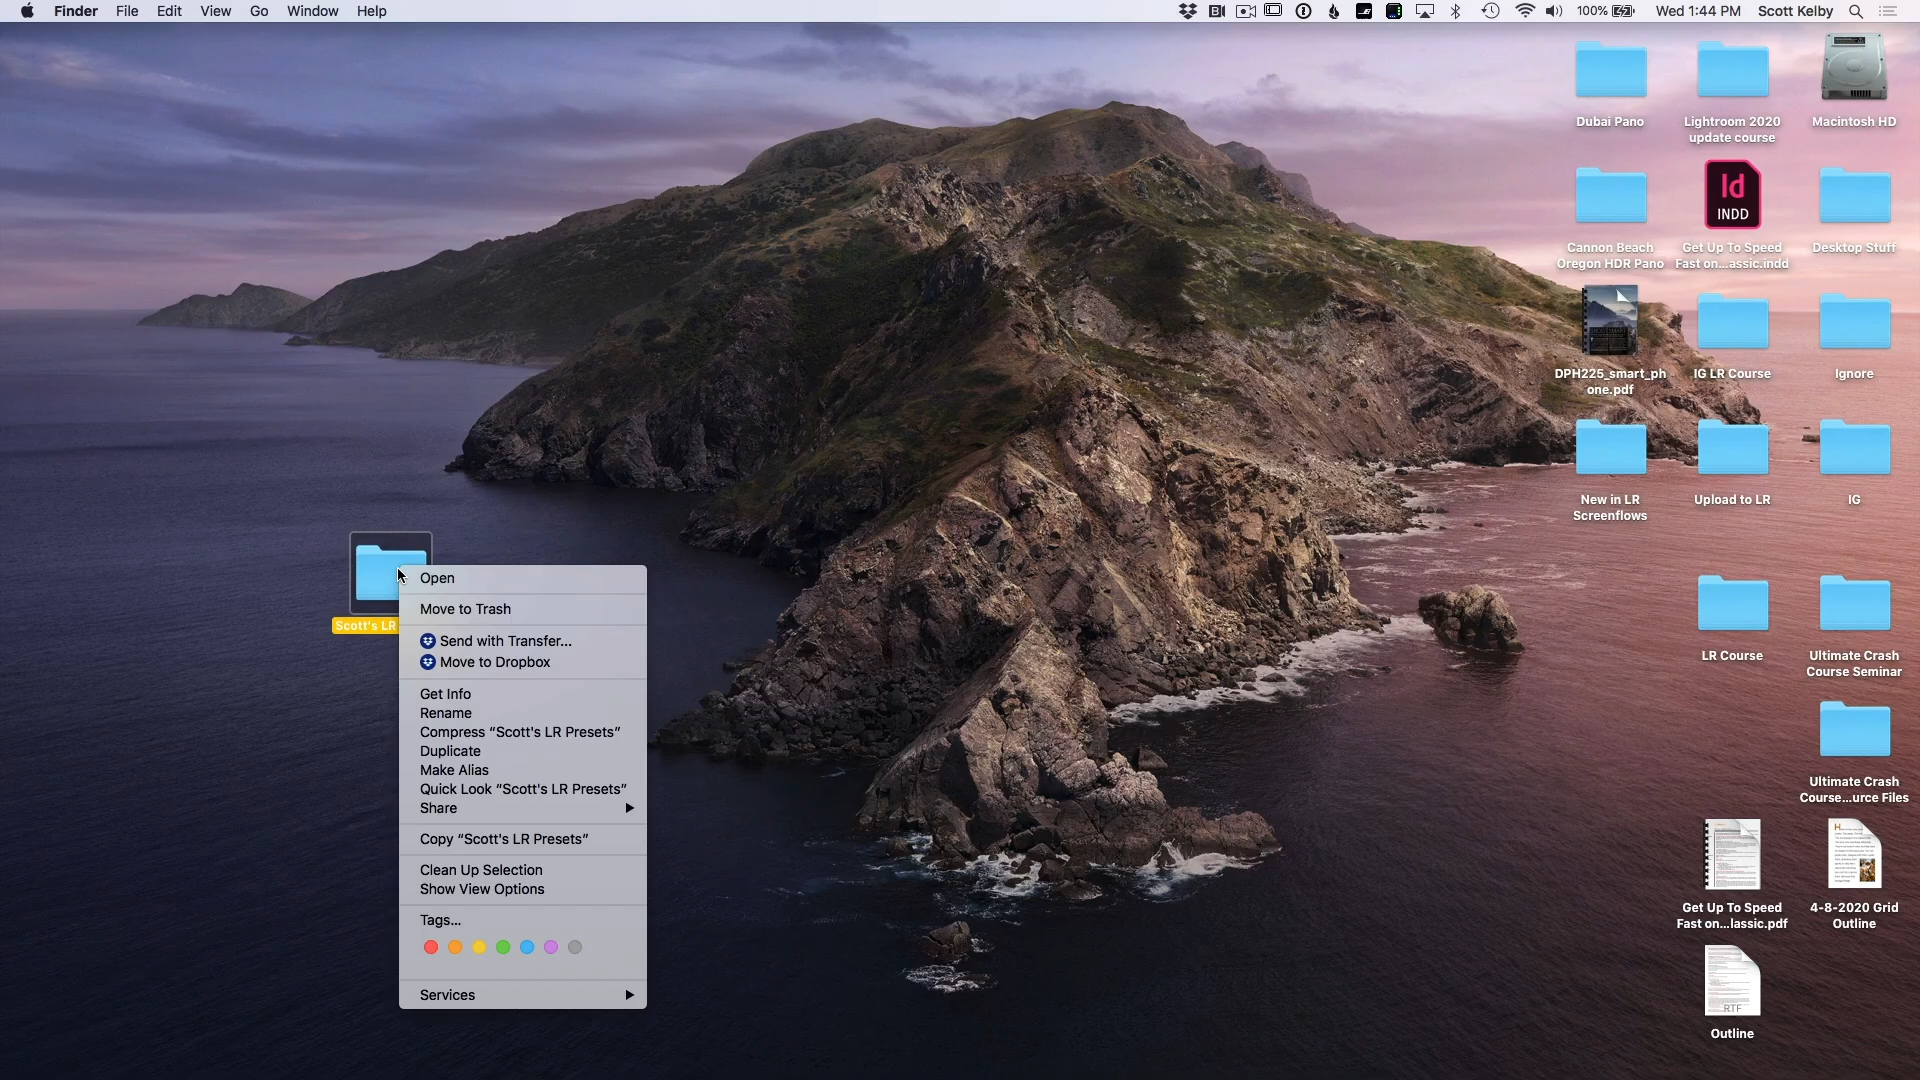 Finder File Edit View Go Window Help
100% Wed 1:44 PM Scott Kelby
Dubai Pano
Lightroom 2020
update course
Macintosh HD
Id
INDD
Cannon Beach
Oregon HDR Pano
Get Up To Speed
Fast on...assic.indd
Desktop Stuff
DPH225_smart_ph
one.pdf
IG LR Course
Ignore
New in LR
Screenflows
Upload to LR
IG
Scott's LR
Open
Move to Trash
Send with Transfer...
Move to Dropbox
Get Info
Rename
Compress “Scott's LR Presets”
Duplicate
Make Alias
Quick Look “Scott's LR Presets”
Share
Copy “Scott's LR Presets”
Clean Up Selection
Show View Options
Tags...
Services
LR Course
Ultimate Crash
Course Seminar
Ultimate Crash
Course...urce Files
Get Up To Speed
Fast on...lassic.pdf
4-8-2020 Grid
Outline
RTF
Outline